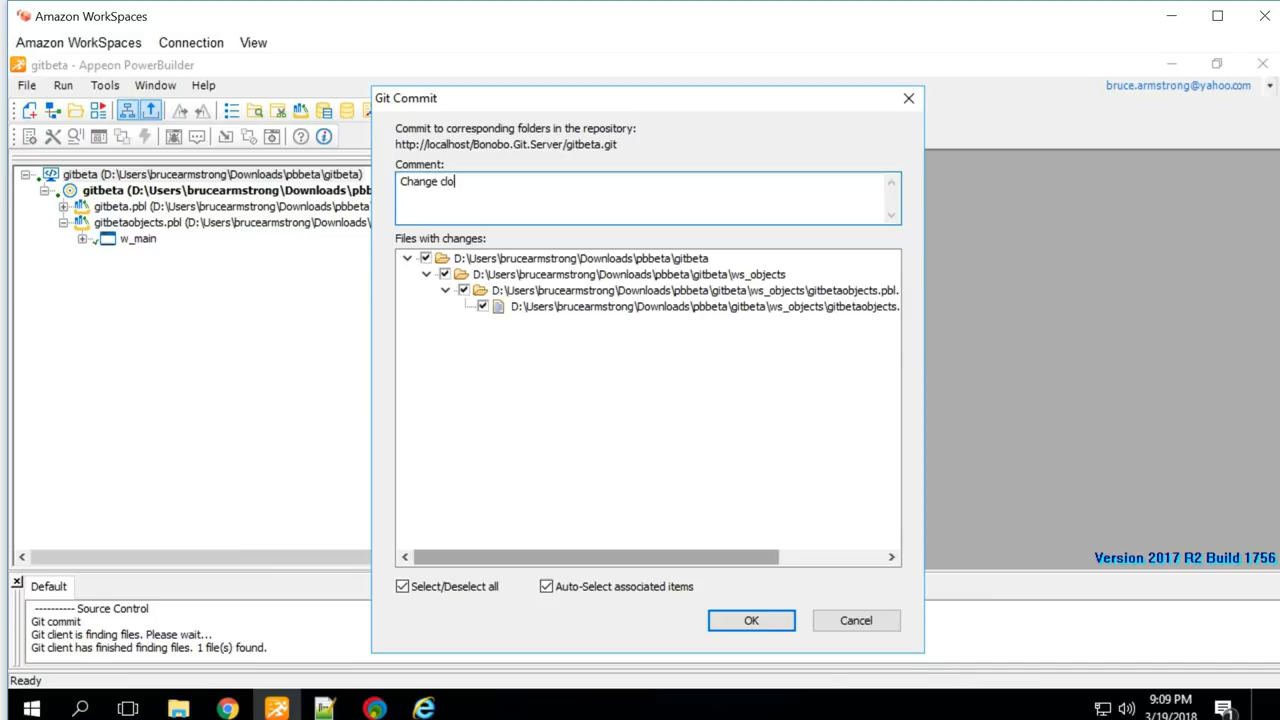 Amazon WorkSpaces
Amazon WorkSpaces Connection View
gitbeta - Appeon PowerBuilder
File Run Tools Window Help
bruce.armstrong@yahoo.com
gitbeta (D:\Users\brucearmstrong\Downloads\pbbeta\gitbeta)
gitbeta (D:\Users\brucearmstrong\Downloads\pbb
gitbeta.pbl (D:\Users\brucearmstrong\Downloads\pbbeta
gitbetaobjects.pbl (D:\Users\brucearmstrong\Downloads\
w_main
Git Commit
Commit to corresponding folders in the repository:
http://localhost/Bonobo.Git.Server/gitbeta.git
Comment:
Change clo
Files with changes:
D:\Users\brucearmstrong\Downloads\pbbeta\gitbeta
D:\Users\brucearmstrong\Downloads\pbbeta\gitbeta\ws_objects
D:\Users\brucearmstrong\Downloads\pbbeta\gitbeta\ws_objects\gitbetaobjects.pbl.
D:\Users\brucearmstrong\Downloads\pbbeta\gitbeta\ws_objects\gitbetaobjects.
Select/Deselect all
Auto-Select associated items
OK
Cancel
Version 2017 R2 Build 1756
Default
---------- Source Control
Git commit
Git client is finding files. Please wait...
Git client has finished finding files. 1 file(s) found.
Ready
9:09 PM
3/19/2018